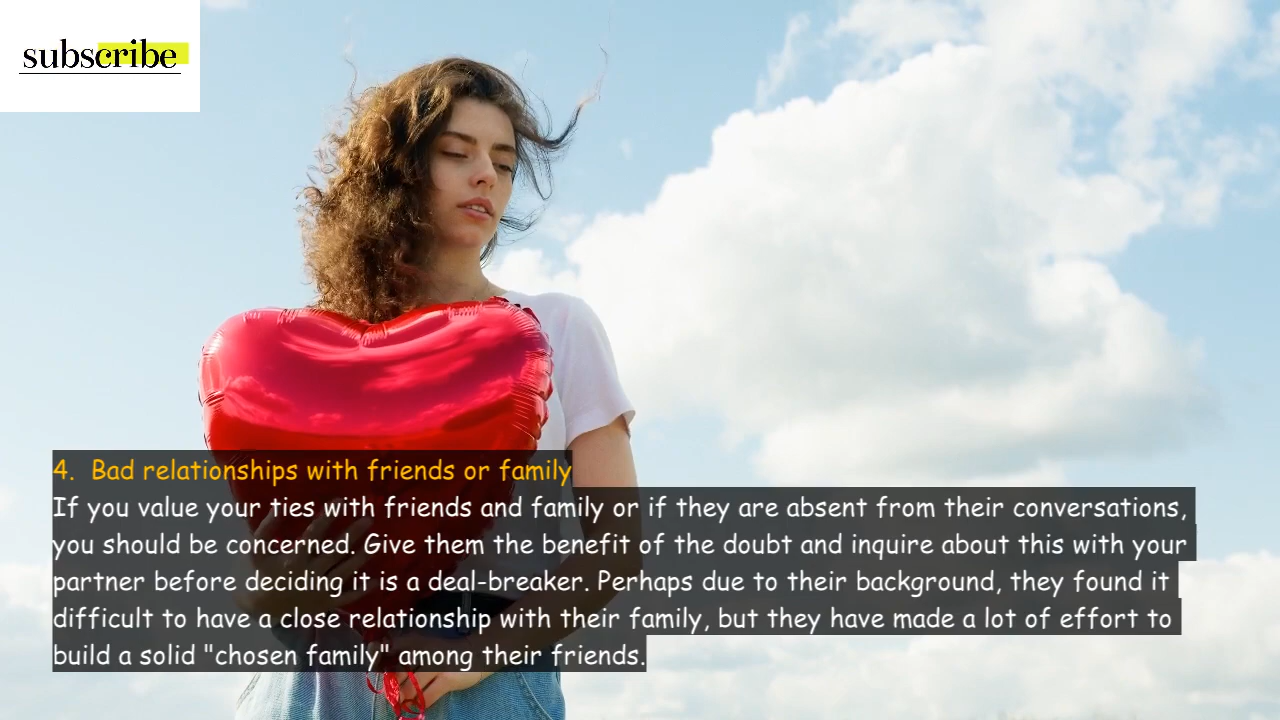 subscribe
4. Bad relationships with friends or family
If you value your ties with friends and family or if they are absent from their conversations,
you should be concerned. Give them the benefit of the doubt and inquire about this with your
partner before deciding it is a deal-breaker. Perhaps due to their background, they found it
difficult to have a close relationship with their family, but they have made a lot of effort to
build a solid "chosen family" among their friends.